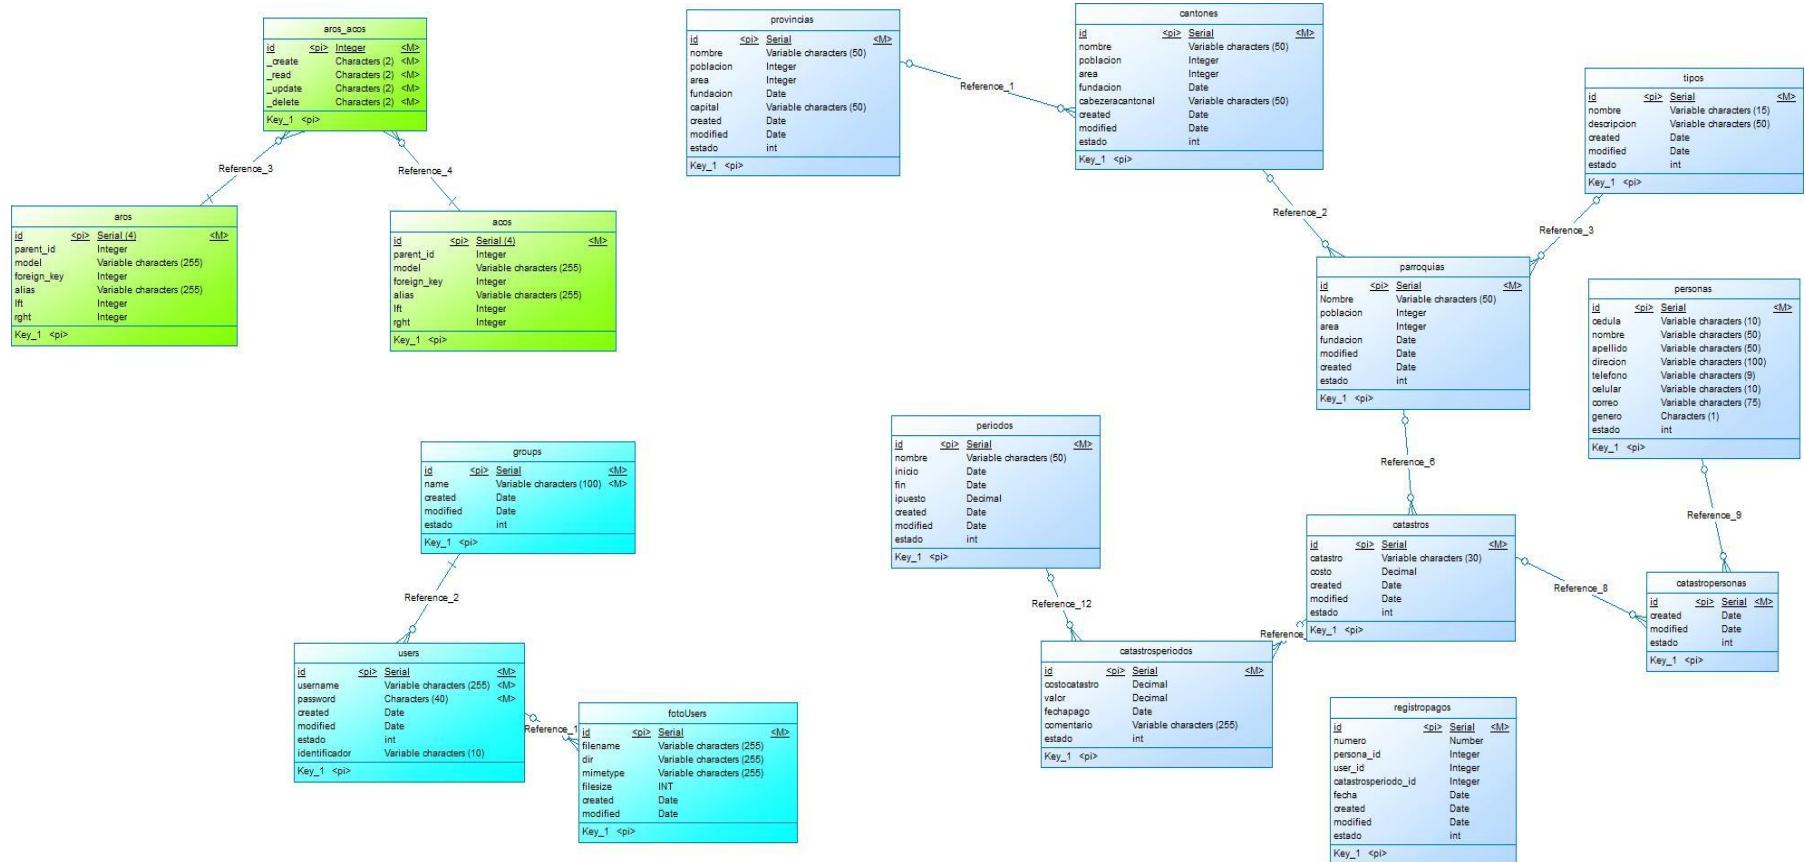 aros_acos
id <pi> Integer <M>
_create Characters (2) <M>
_read Characters (2) <M>
_update Characters (2) <M>
_delete Characters (2) <M>
Key_1 <pi>
Reference_3
Reference_4
aros
id <pi> Serial (4) <M>
parent_id Integer
model Variable characters (255)
foreign_key Integer
alias Variable characters (255)
lft Integer
rght Integer
Key_1 <pi>
acos
id <pi> Serial (4) <M>
parent_id Integer
model Variable characters (255)
foreign_key Integer
alias Variable characters (255)
lft Integer
rght Integer
Key_1 <pi>
provincias
id <pi> Serial <M>
nombre Variable characters (50)
poblacion Integer
area Integer
fundacion Date
capital Variable characters (50)
created Date
modified Date
estado int
Key_1 <pi>
Reference_1
cantones
id <pi> Serial <M>
nombre Variable characters (50)
poblacion Integer
area Integer
fundacion Date
cabezeracantonal Variable characters (50)
created Date
modified Date
estado int
Key_1 <pi>
tipos
id <pi> Serial <M>
nombre Variable characters (15)
descripcion Variable characters (50)
created Date
modified Date
estado int
Key_1 <pi>
Reference_2
Reference_3
parroquias
id <pi> Serial <M>
Nombre Variable characters (50)
poblacion Integer
area Integer
fundacion Date
modified Date
created Date
estado int
Key_1 <pi>
personas
id <pi> Serial <M>
cedula Variable characters (10)
nombre Variable characters (50)
apellido Variable characters (50)
direcion Variable characters (100)
telefono Variable characters (9)
celular Variable characters (10)
correo Variable characters (75)
genero Characters (1)
estado int
Key_1 <pi>
groups
id <pi> Serial <M>
name Variable characters (100) <M>
created Date
modified Date
estado int
Key_1 <pi>
Reference_2
users
id <pi> Serial <M>
username Variable characters (255) <M>
password Characters (40) <M>
created Date
modified Date
estado int
identificador Variable characters (10)
Key_1 <pi>
Reference_1
fotoUsers
id <pi> Serial <M>
filename Variable characters (255)
dir Variable characters (255)
mimetype Variable characters (255)
filesize INT
created Date
modified Date
Key_1 <pi>
periodos
id <pi> Serial <M>
nombre Variable characters (50)
inicio Date
fin Date
ipuesto Decimal
created Date
modified Date
estado int
Key_1 <pi>
Reference_12
Reference_6
Reference_9
catastros
id <pi> Serial <M>
catastro Variable characters (30)
costo Decimal
created Date
modified Date
estado int
Key_1 <pi>
Reference_8
catastropersonas
id <pi> Serial <M>
created Date
modified Date
estado int
Key_1 <pi>
Reference_
catastrosperiodos
id <pi> Serial <M>
costocatastro Decimal
valor Decimal
fechapago Date
comentario Variable characters (255)
estado int
Key_1 <pi>
registropagos
id <pi> Serial <M>
numero Number
persona_id Integer
user_id Integer
catastrosperiodo_id Integer
fecha Date
created Date
modified Date
estado int
Key_1 <pi>